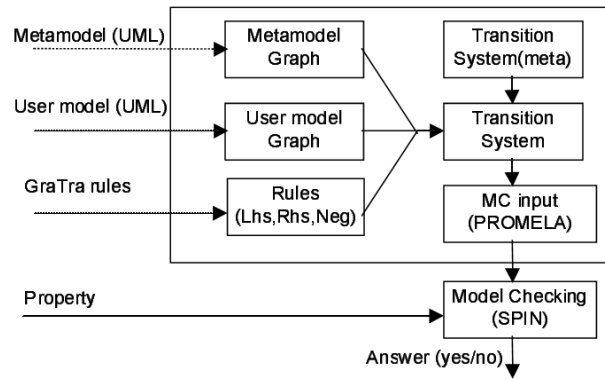 Metamodel (UML)
Metamodel
Graph
Transition
System(meta)
User model (UML)
User model
Graph
Transition
System
GraTra rules
Rules
(Lhs,Rhs,Neg)
MC input
(PROMELA)
Property
Model Checking
(SPIN)
Answer (yes/no)